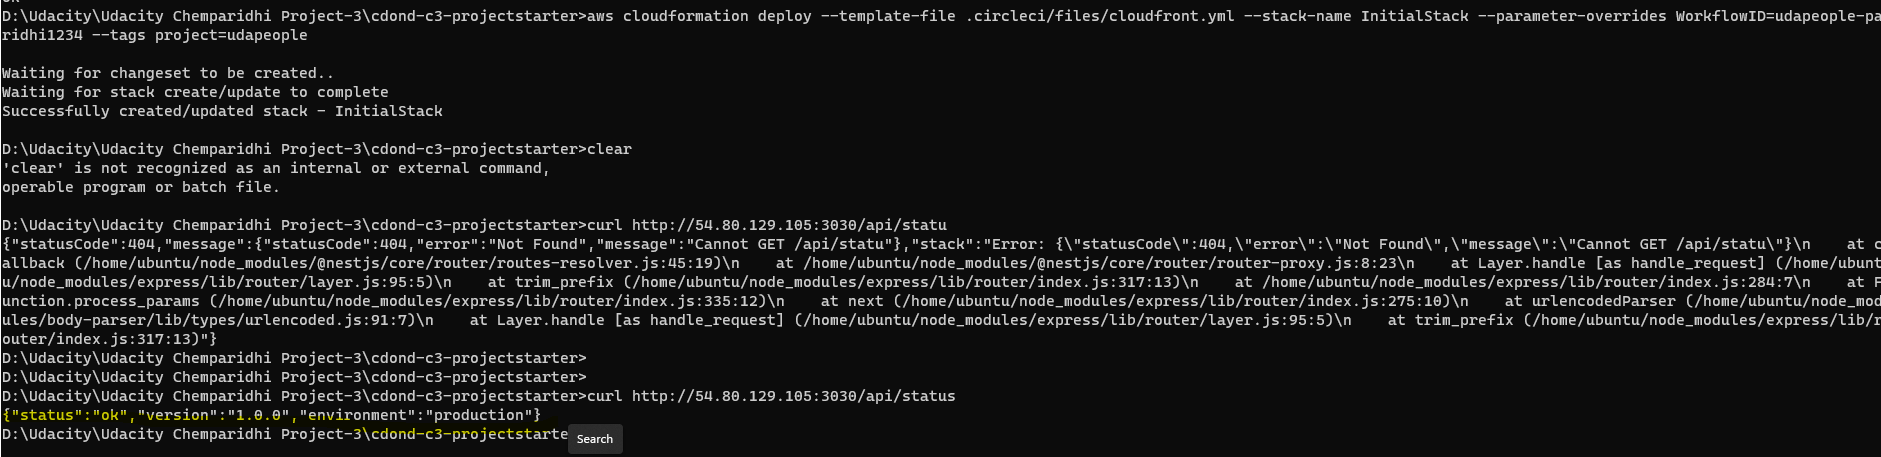 D:\Udacity\Udacity Chemparidhi Project-3\cdond-c3-projectstarter>aws cloudformation deploy --template-file .circleci/files/cloudfront.yml --stack-name InitialStack --parameter-overrides WorkflowID=udapeople-pa
ridhi1234 --tags project=udapeople
Waiting for changeset to be created..
Waiting for stack create/update to complete
Successfully created/updated stack - InitialStack
D:\Udacity\Udacity Chemparidhi Project-3\cdond-c3-projectstarter>clear
'clear' is not recognized as an internal or external command,
operable program or batch file.
D:\Udacity\Udacity Chemparidhi Project-3\cdond-c3-projectstarter>curl http://54.80.129.105:3030/api/statu
{"statusCode":404,"message":{"statusCode":404,"error":"Not Found","message":"Cannot GET /api/statu"},"stack":"Error: {\"statusCode\":404,\"error\":\"Not Found\",\"message\":\"Cannot GET /api/statu\"}\n    at c
allback (/home/ubuntu/node_modules/@nestjs/core/router/routes-resolver.js:45:19)\n    at /home/ubuntu/node_modules/@nestjs/core/router/router-proxy.js:8:23\n    at Layer.handle [as handle_request] (/home/ubunt
u/node_modules/express/lib/router/layer.js:95:5)\n    at trim_prefix (/home/ubuntu/node_modules/express/lib/router/index.js:317:13)\n    at /home/ubuntu/node_modules/express/lib/router/index.js:284:7\n    at F
unction.process_params (/home/ubuntu/node_modules/express/lib/router/index.js:335:12)\n    at next (/home/ubuntu/node_modules/express/lib/router/index.js:275:10)\n    at urlencodedParser (/home/ubuntu/node_mod
ules/body-parser/lib/types/urlencoded.js:91:7)\n    at Layer.handle [as handle_request] (/home/ubuntu/node_modules/express/lib/router/layer.js:95:5)\n    at trim_prefix (/home/ubuntu/node_modules/express/lib/r
outer/index.js:317:13)"}
D:\Udacity\Udacity Chemparidhi Project-3\cdond-c3-projectstarter>
D:\Udacity\Udacity Chemparidhi Project-3\cdond-c3-projectstarter>
D:\Udacity\Udacity Chemparidhi Project-3\cdond-c3-projectstarter>curl http://54.80.129.105:3030/api/status
{"status":"ok","version":"1.0.0","environment":"production"}
D:\Udacity\Udacity Chemparidhi Project-3\cdond-c3-projectstarte
Search